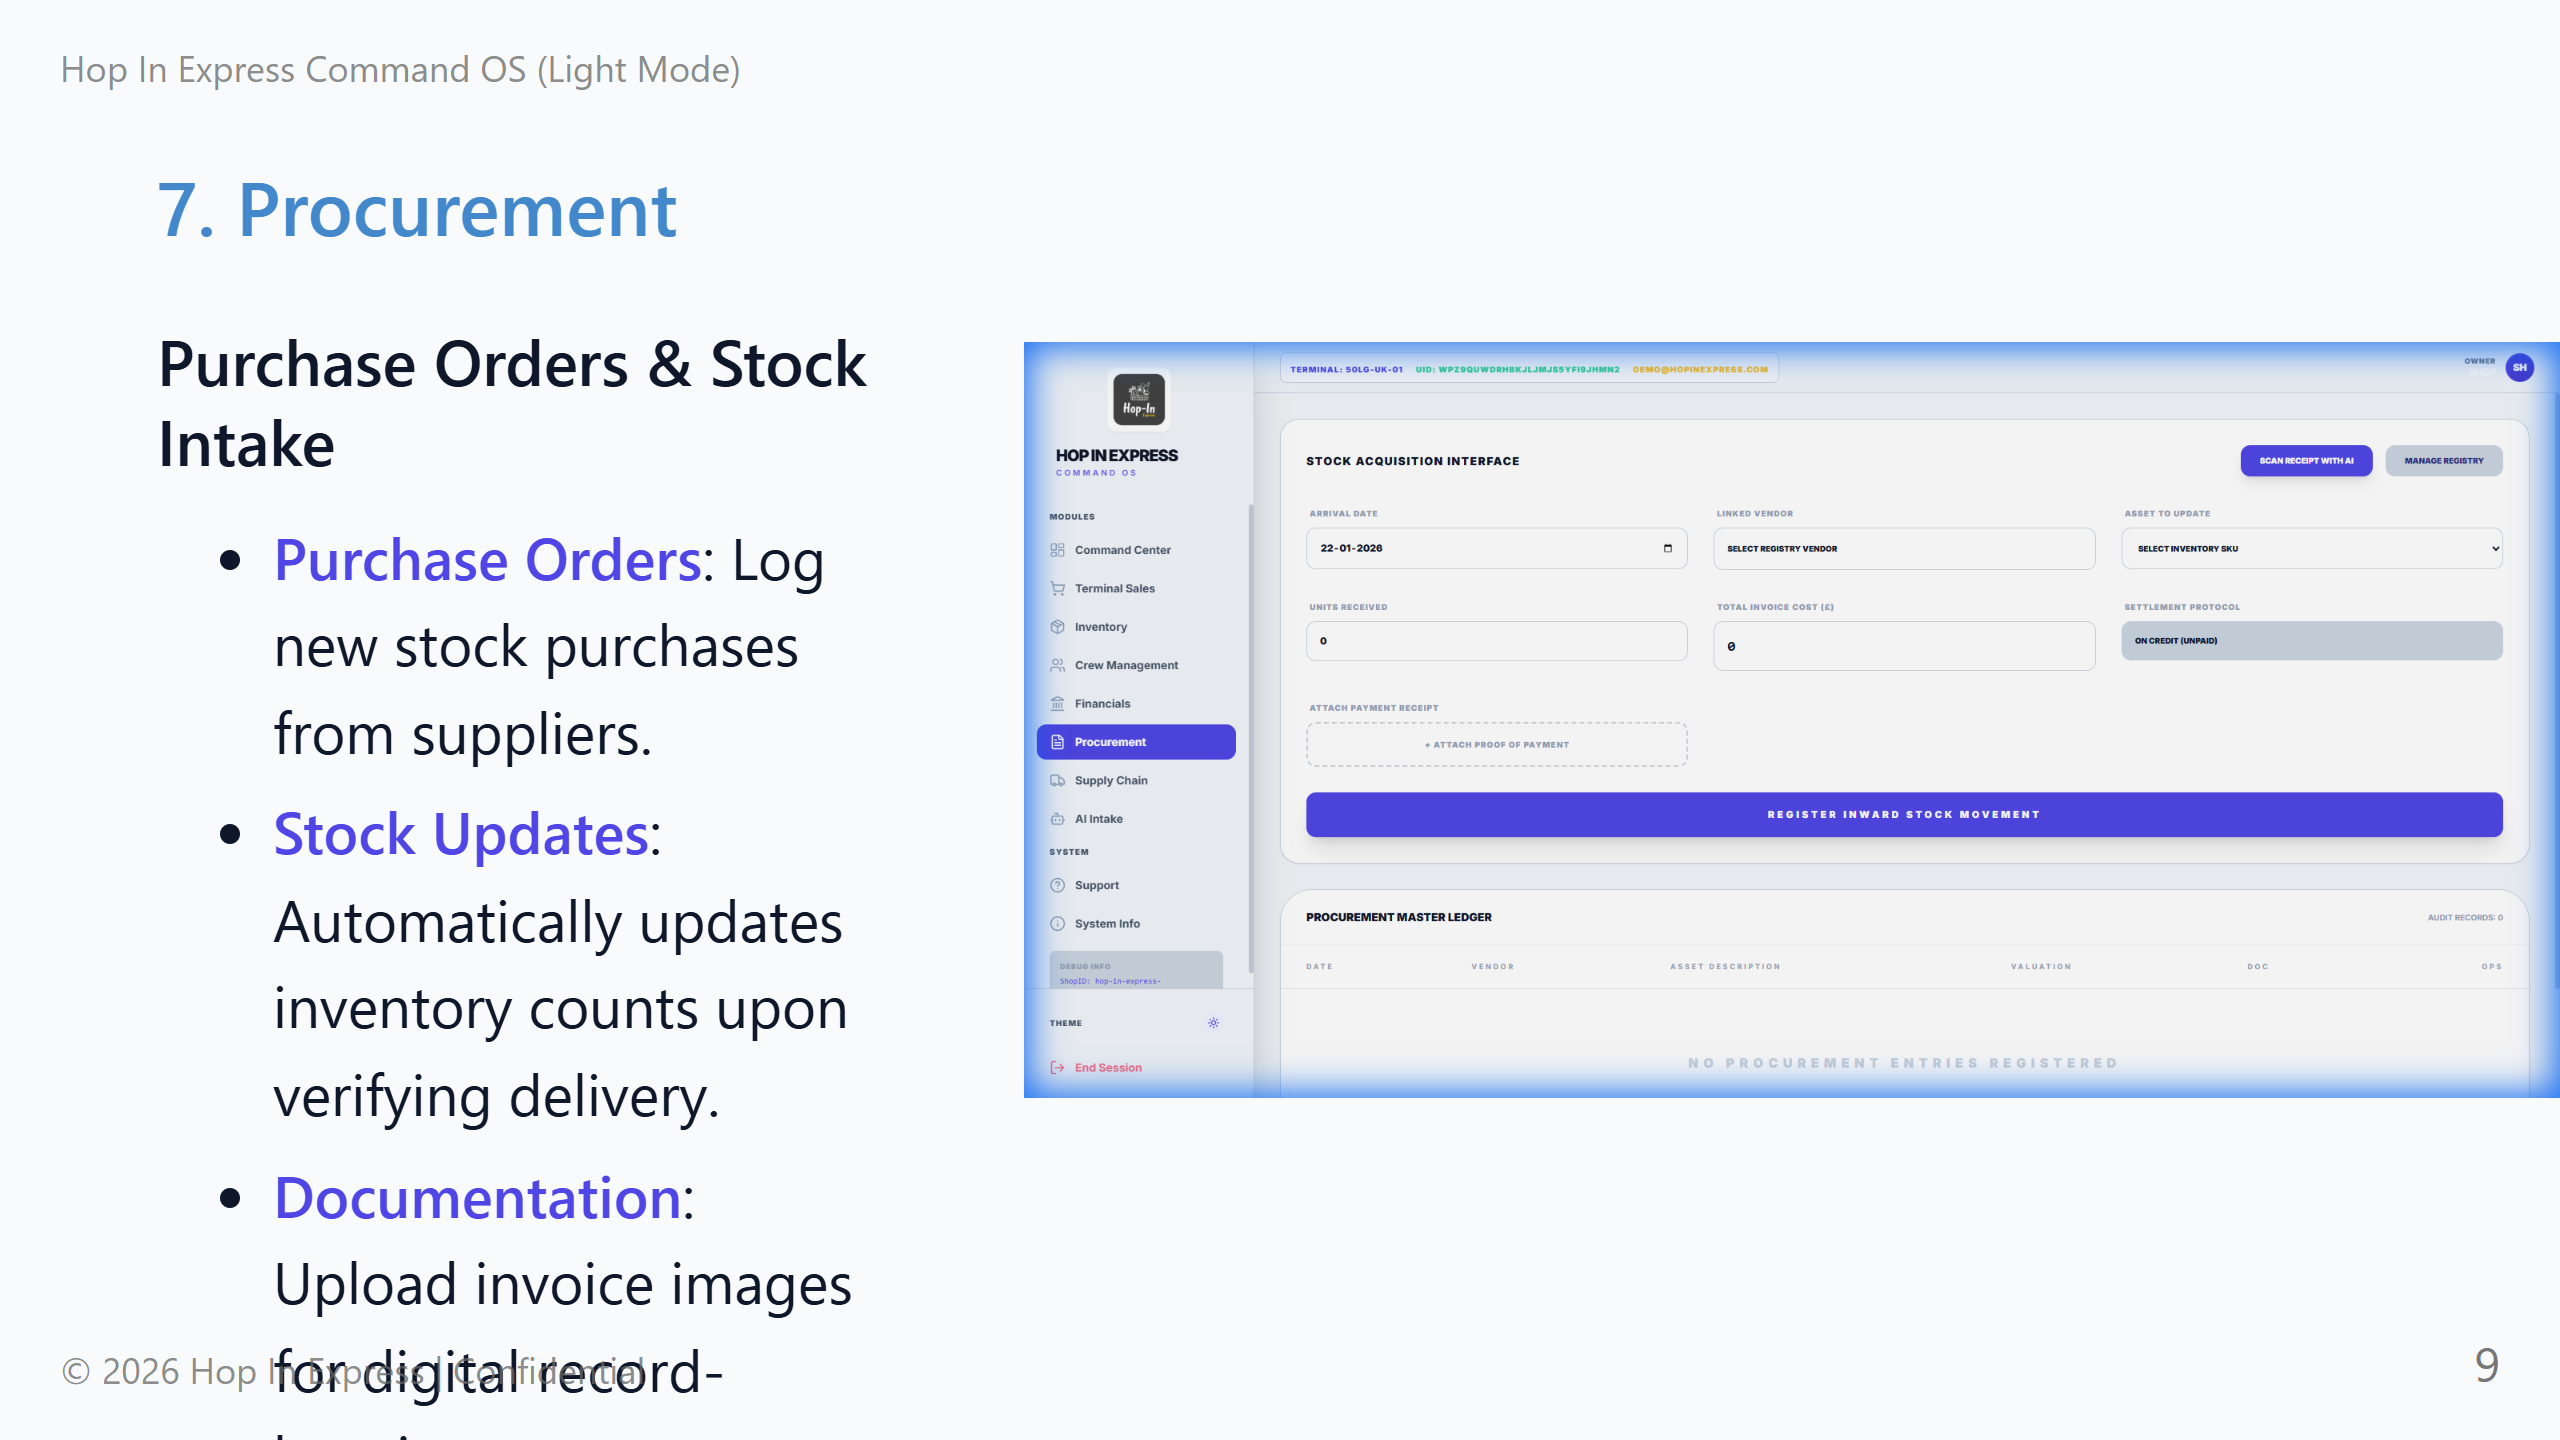 Hop In Express Command OS (Light Mode)
7. Procurement
Purchase Orders & Stock
Intake
• Purchase Orders: Log
new stock purchases
from suppliers.
• Stock Updates:
Automatically updates
inventory counts upon
verifying delivery.
• Documentation:
Upload invoice images
for digital record-
© 2026 Hop In Express | Confidential
9
Hop-In
HOP IN EXPRESS
COMMAND OS
MODULES
Command Center
Terminal Sales
Inventory
Crew Management
Financials
Procurement
Supply Chain
AI Intake
SYSTEM
Support
System Info
DEBUG INFO
ShopID: hop-in-express-
THEME
End Session
TERMINAL: 50LG-UK-01 UID: WPZ9QUWDRHBKJLJMJS5YFI9JHMN2 DEMO@HOPINEXPRESS.COM
OWNER
SHOP
SH
STOCK ACQUISITION INTERFACE
SCAN RECEIPT WITH AI
MANAGE REGISTRY
ARRIVAL DATE
LINKED VENDOR
ASSET TO UPDATE
22-01-2026
SELECT REGISTRY VENDOR
SELECT INVENTORY SKU
UNITS RECEIVED
TOTAL INVOICE COST (£)
SETTLEMENT PROTOCOL
0
0
ON CREDIT (UNPAID)
ATTACH PAYMENT RECEIPT
+ ATTACH PROOF OF PAYMENT
REGISTER INWARD STOCK MOVEMENT
PROCUREMENT MASTER LEDGER
AUDIT RECORDS: 0
DATE VENDOR ASSET DESCRIPTION VALUATION DOC OPS
NO PROCUREMENT ENTRIES REGISTERED